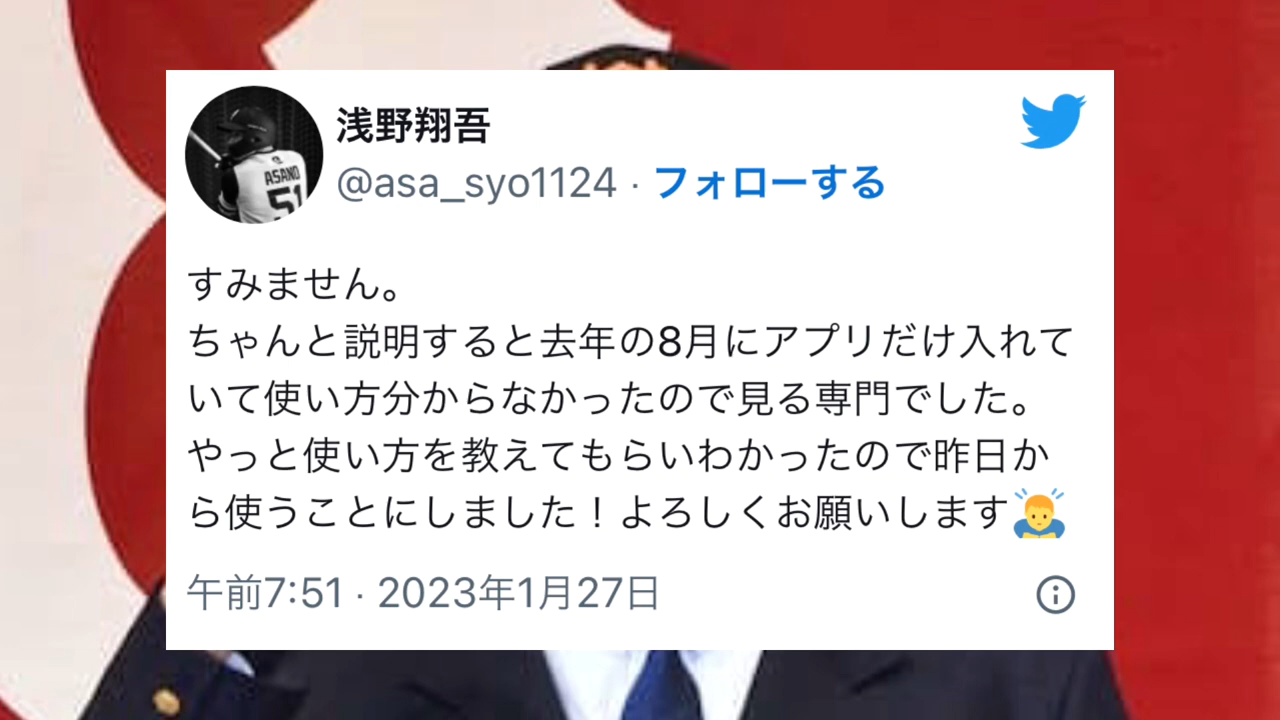 浅野翔吾
@asa_syo1124 · フォローする
ASANO
51
すみません。
ちゃんと説明すると去年の8月にアプリだけ入れて
いて使い方分からなかったので見る専門でした。
やっと使い方を教えてもらいわかったので昨日か
ら使うことにしました！よろしくお願いします🙇‍♂️
午前7:51 · 2023年1月27日